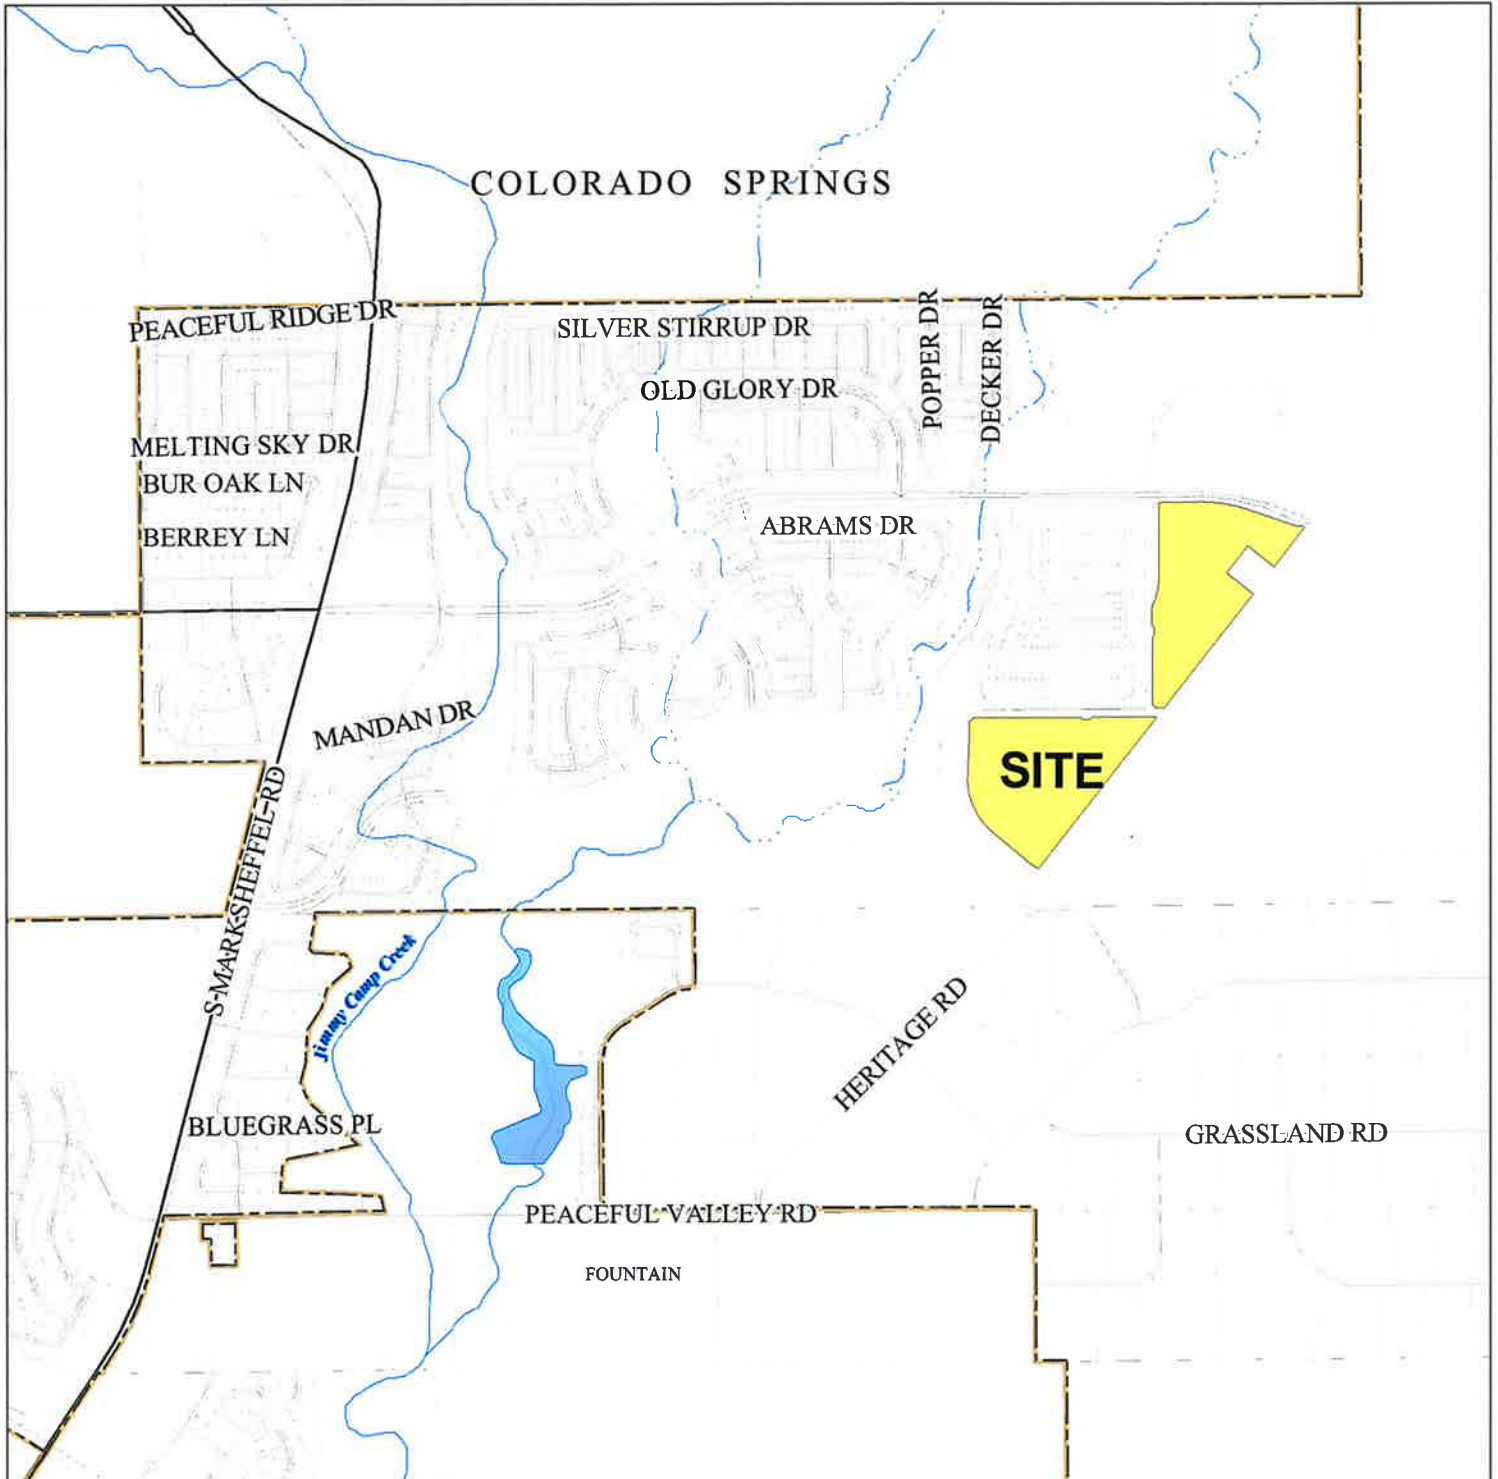 COLORADO SPRINGS
PEACEFUL RIDGE DR
SILVER STIRRUP DR
POPPER DR
DECKER DR
OLD GLORY DR
MELTING SKY DR
BUR OAK LN
BERREY LN
ABRAMS DR
MANDAN DR
SITE
S MARKSHEFFEL RD
Jimmy Camp Creek
HERITAGE RD
BLUEGRASS PL
GRASSLAND RD
PEACEFUL VALLEY RD
FOUNTAIN